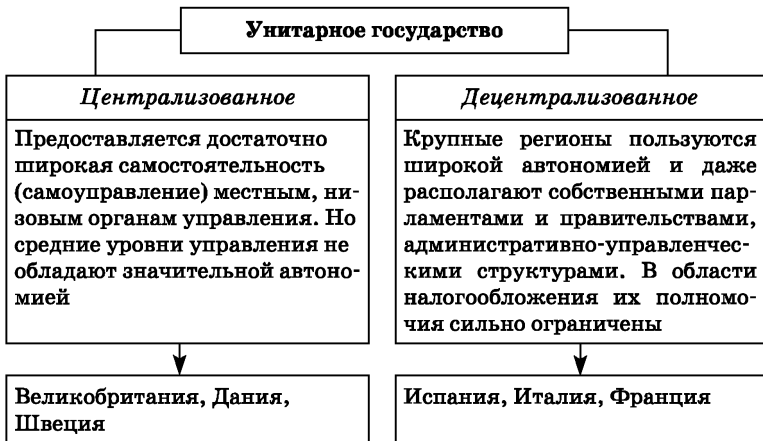 Унитарное государство
Централизованное
Предоставляется достаточно
широкая самостоятельность
(самоуправление) местным, ни-
зовым органам управления. Но
средние уровни управления не
обладают значительной автоно-
мией
Великобритания, Дания,
Швеция
Децентрализованное
Крупные регионы пользуются
широкой автономией и даже
располагают собственными пар-
ламентами и правительствами,
административно-управленчес-
кими структурами. В области
налогообложения их полномо-
чия сильно ограничены
Испания, Италия, Франция